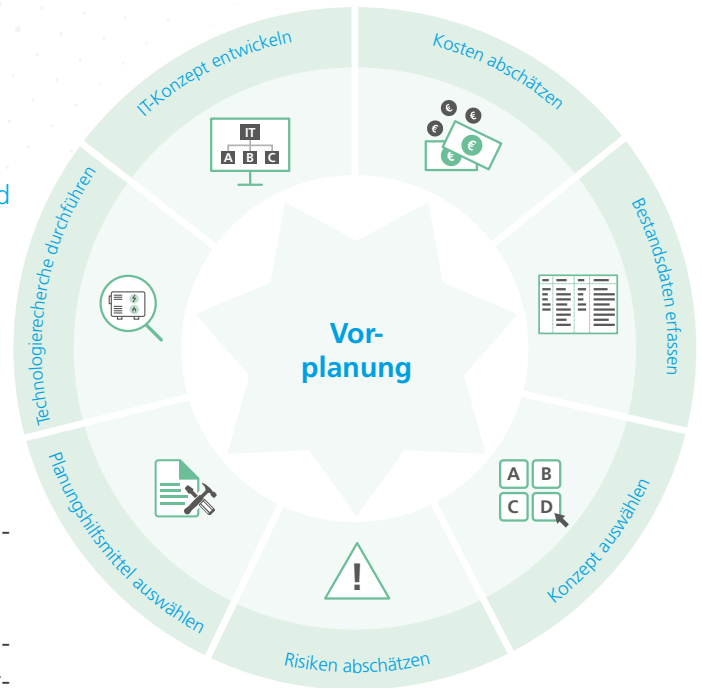 IT-Konzept entwickeln
Kosten abschätzen
Bestandsdaten erfassen
Konzept auswählen
Risiken abschätzen
Planungshilfsmittel auswählen
Technologierecherche durchführen
IT
A B C
€ € € € €
A B
C D
!
Vor-
planung
d
-
-
-